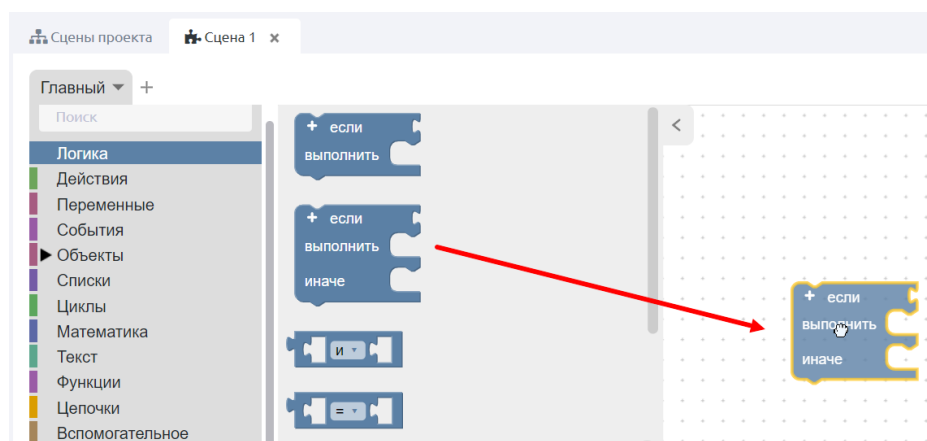 Сцены проекта
Сцена 1 ×
Главный +
Поиск
Логика
Действия
Переменные
События
Объекты
Списки
Циклы
Математика
Текст
Функции
Цепочки
Вспомогательное
+ если
выполнить
+ если
выполнить
иначе
и
=
<
+ если
выполнить
иначе